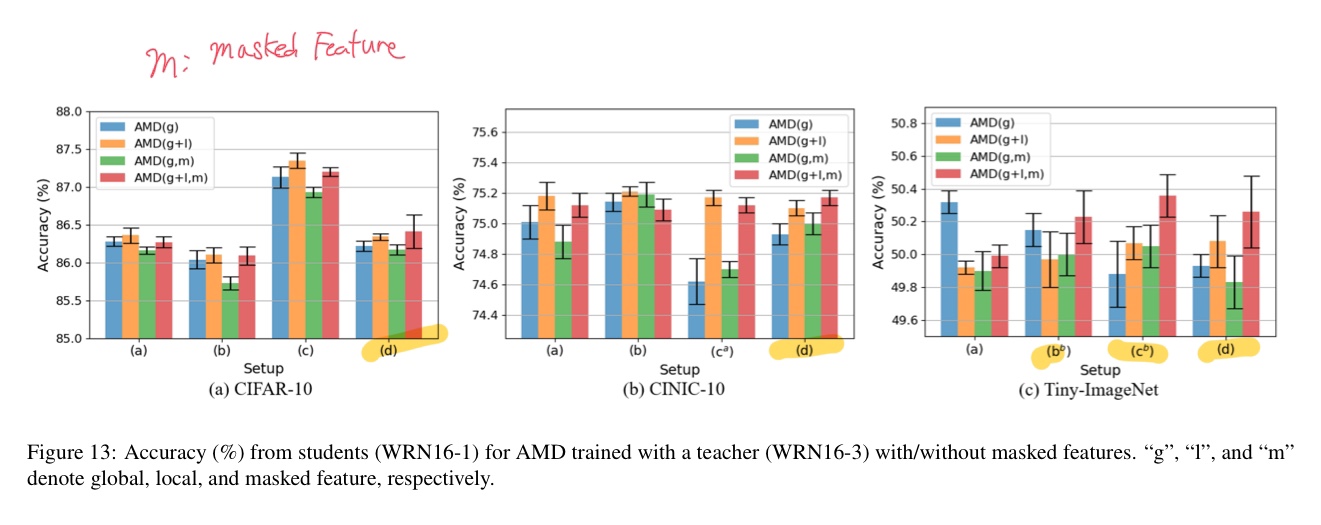 m: masked Feature
88.0
87.5
87.0
86.5
86.0
85.5
85.0
Accuracy (%)
AMD(g)
AMD(g+l)
AMD(g,m)
AMD(g+l,m)
(a) (b) (c) (d)
Setup
(a) CIFAR-10
75.6
75.4
75.2
75.0
74.8
74.6
74.4
Accuracy (%)
AMD(g)
AMD(g+l)
AMD(g,m)
AMD(g+l,m)
(a) (b) (cᵃ) (d)
Setup
(b) CINIC-10
50.8
50.6
50.4
50.2
50.0
49.8
49.6
Accuracy (%)
AMD(g)
AMD(g+l)
AMD(g,m)
AMD(g+l,m)
(a) (bᵇ) (cᵇ) (d)
Setup
(c) Tiny-ImageNet
Figure 13: Accuracy (%) from students (WRN16-1) for AMD trained with a teacher (WRN16-3) with/without masked features. “g”, “l”, and “m”
denote global, local, and masked feature, respectively.